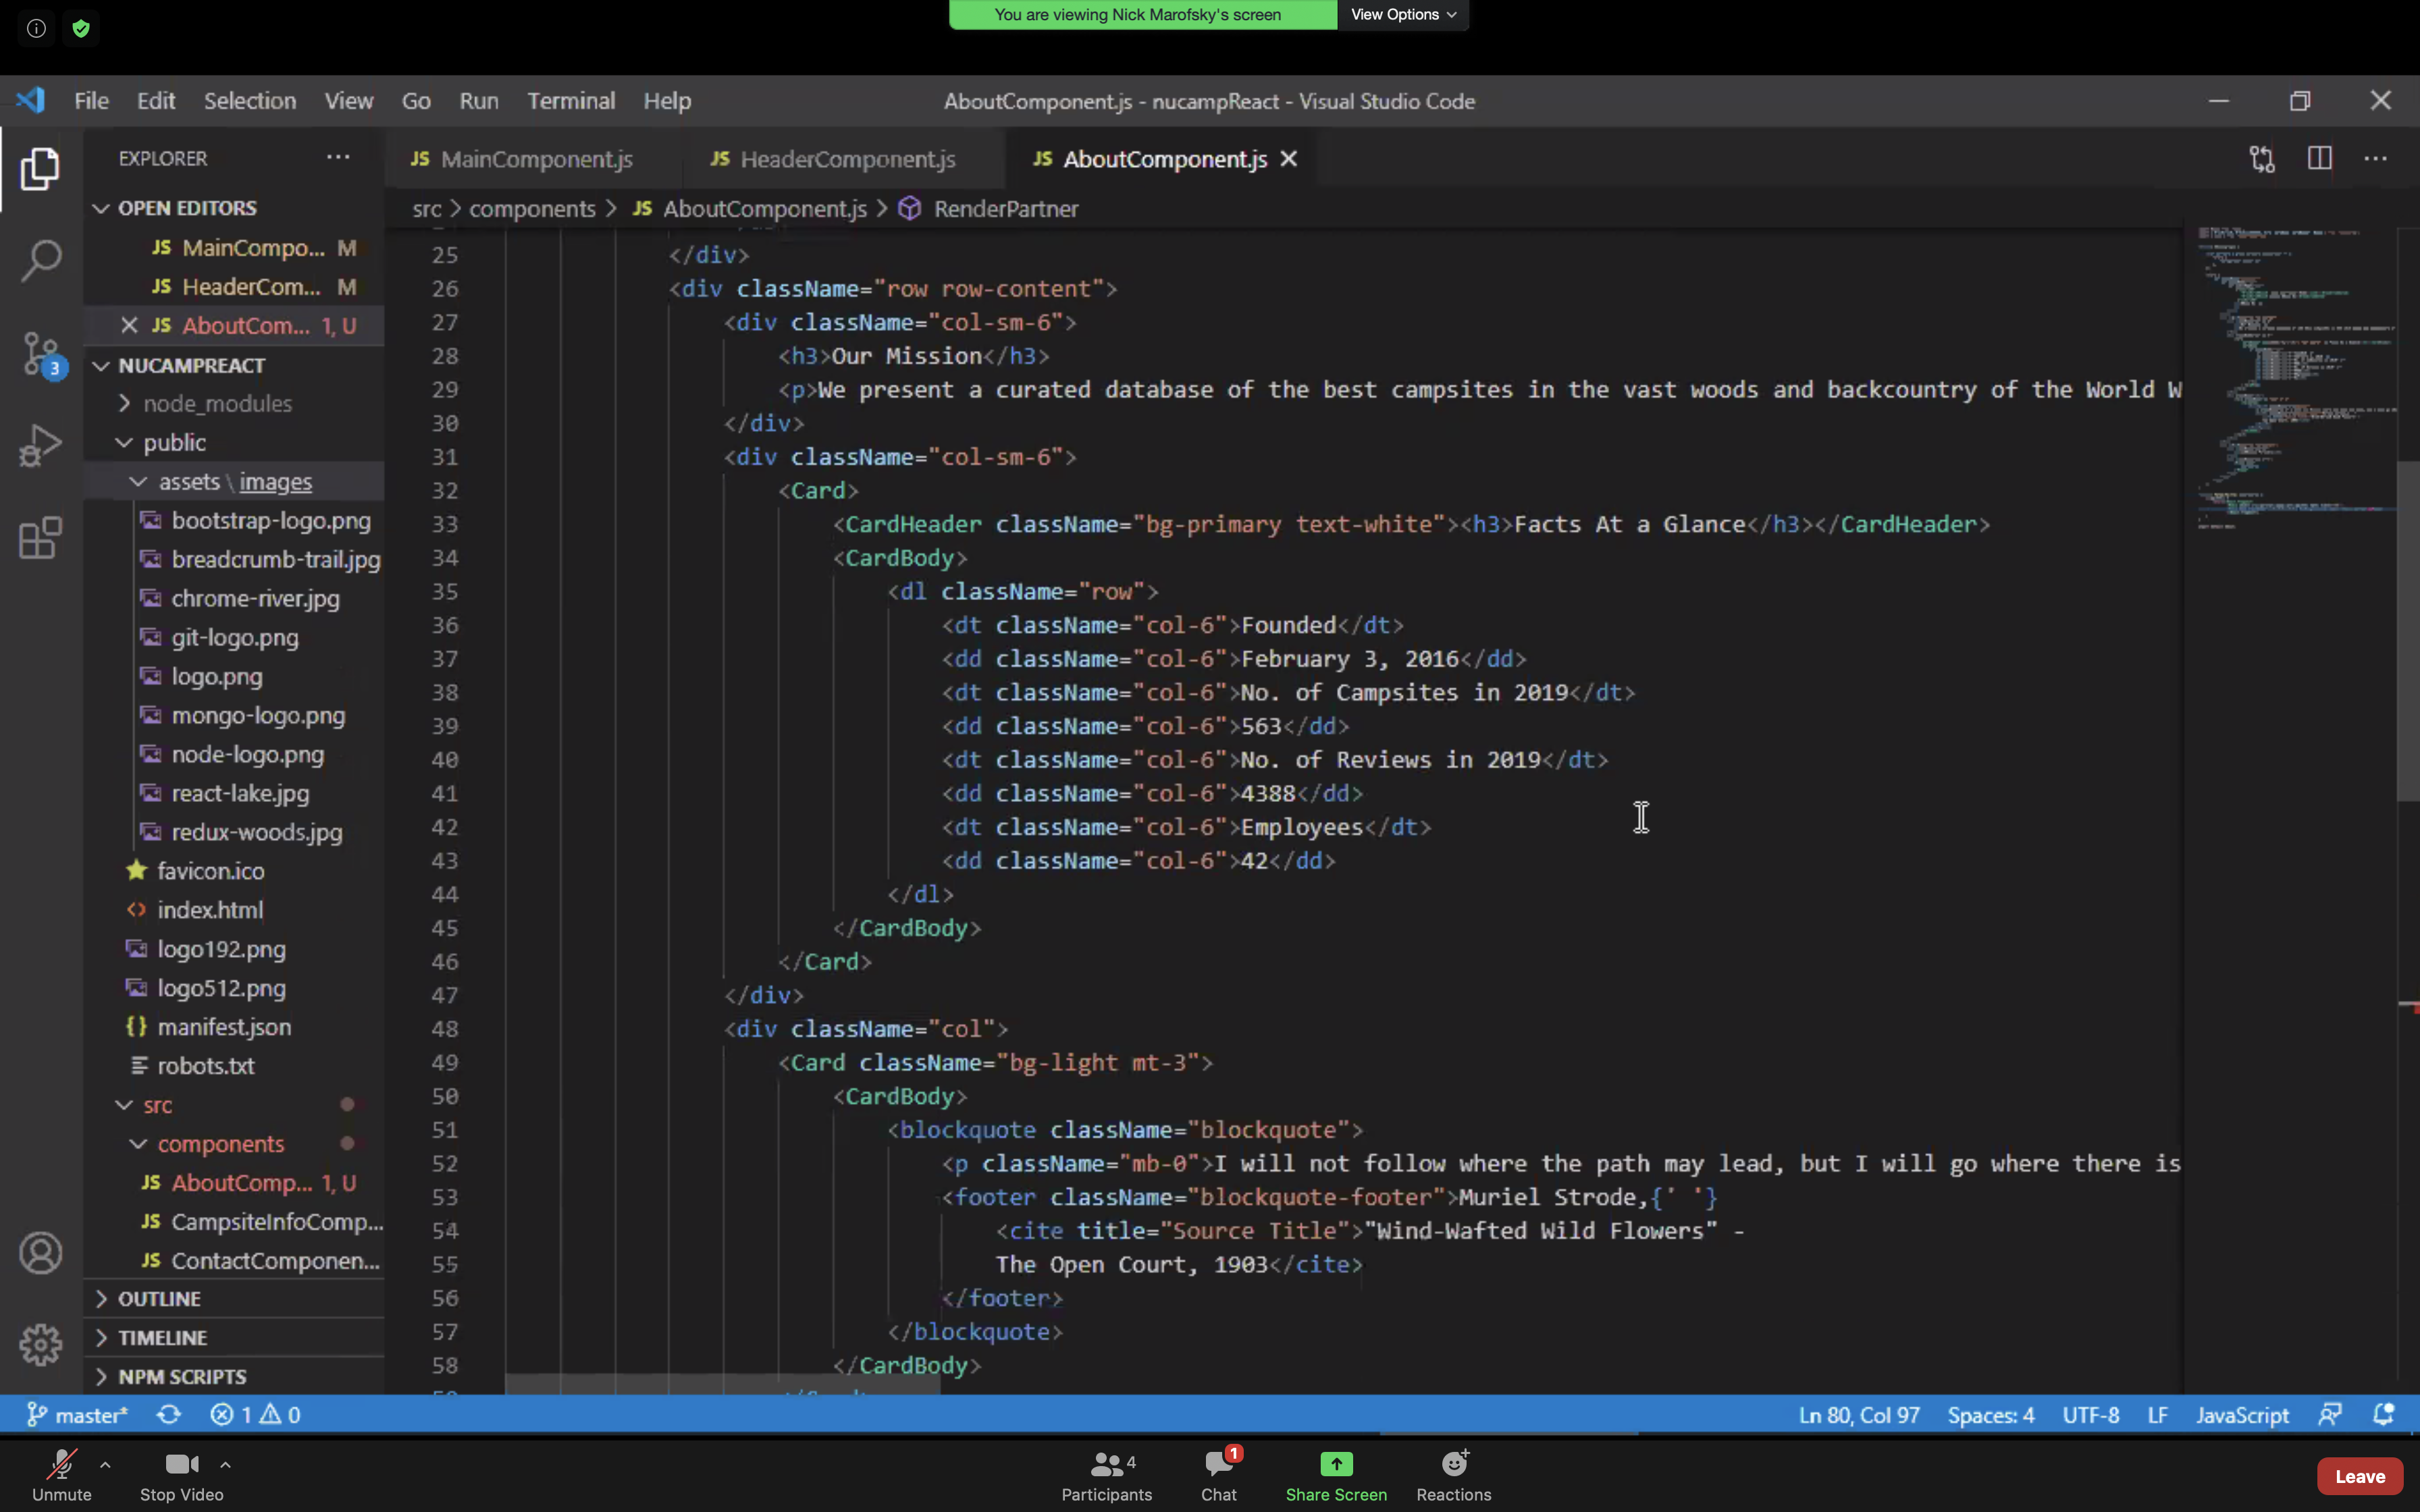 You are viewing Nick Marofsky's screen
View Options
File Edit Selection View Go Run Terminal Help
AboutComponent.js - nucampReact - Visual Studio Code
EXPLORER
OPEN EDITORS
JS MainCompo... M
JS HeaderCom... M
JS AboutCom... 1, U
NUCAMPREACT
node_modules
public
assets \ images
bootstrap-logo.png
breadcrumb-trail.jpg
chrome-river.jpg
git-logo.png
logo.png
mongo-logo.png
node-logo.png
react-lake.jpg
redux-woods.jpg
favicon.ico
index.html
logo192.png
logo512.png
manifest.json
robots.txt
src
components
JS AboutComp... 1, U
JS CampsiteInfoComp...
JS ContactComponen...
OUTLINE
TIMELINE
NPM SCRIPTS
3
JS MainComponent.js
JS HeaderComponent.js
JS AboutComponent.js
src > components > JS AboutComponent.js > RenderPartner
25 </div>
26 <div className="row row-content">
27 <div className="col-sm-6">
28 <h3>Our Mission</h3>
29 <p>We present a curated database of the best campsites in the vast woods and backcountry of the World W
30 </div>
31 <div className="col-sm-6">
32 <Card>
33 <CardHeader className="bg-primary text-white"><h3>Facts At a Glance</h3></CardHeader>
34 <CardBody>
35 <dl className="row">
36 <dt className="col-6">Founded</dt>
37 <dd className="col-6">February 3, 2016</dd>
38 <dt className="col-6">No. of Campsites in 2019</dt>
39 <dd className="col-6">563</dd>
40 <dt className="col-6">No. of Reviews in 2019</dt>
41 <dd className="col-6">4388</dd>
42 <dt className="col-6">Employees</dt>
43 <dd className="col-6">42</dd>
44 </dl>
45 </CardBody>
46 </Card>
47 </div>
48 <div className="col">
49 <Card className="bg-light mt-3">
50 <CardBody>
51 <blockquote className="blockquote">
52 <p className="mb-0">I will not follow where the path may lead, but I will go where there is
53 <footer className="blockquote-footer">Muriel Strode,{' '}
54 <cite title="Source Title">"Wind-Wafted Wild Flowers" -
55 The Open Court, 1903</cite>
56 </footer>
57 </blockquote>
58 </CardBody>
master* 1 0
Ln 80, Col 97 Spaces: 4 UTF-8 LF JavaScript
Unmute
Stop Video
4
Participants
1
Chat
Share Screen
Reactions
Leave